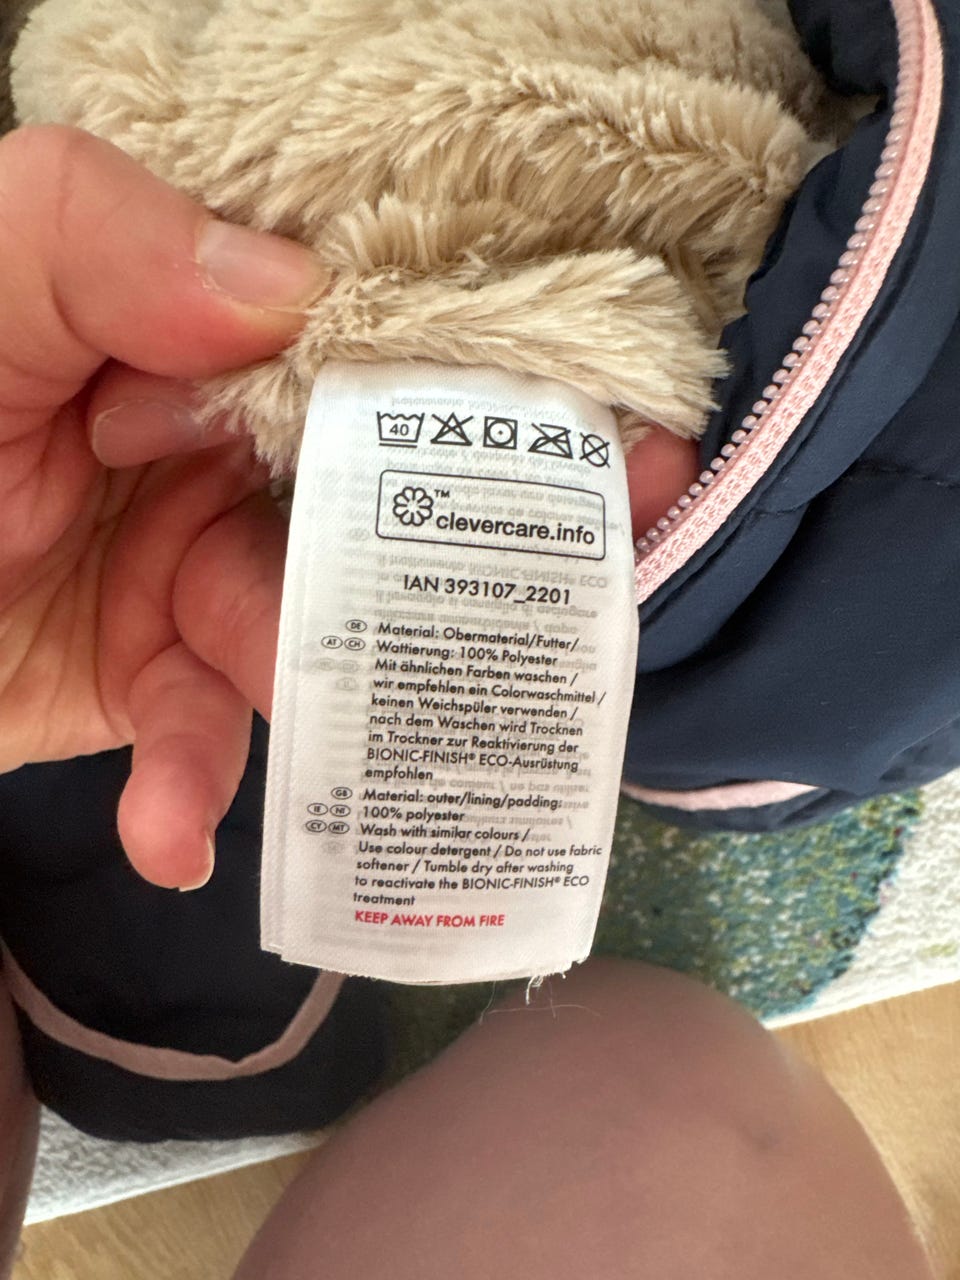 40
™
clevercare.info
IAN 393107_2201
DE Material: Obermaterial/Futter/
AT CH Wattierung: 100% Polyester
Mit ähnlichen Farben waschen /
wir empfehlen ein Colorwaschmittel /
keinen Weichspüler verwenden /
nach dem Waschen wird Trocknen
im Trockner zur Reaktivierung der
BIONIC-FINISH® ECO-Ausrüstung
empfohlen
GB Material: outer/lining/padding:
IE NI 100% polyester
CY MT Wash with similar colours /
Use colour detergent / Do not use fabric
softener / Tumble dry after washing
to reactivate the BIONIC-FINISH® ECO
treatment
KEEP AWAY FROM FIRE